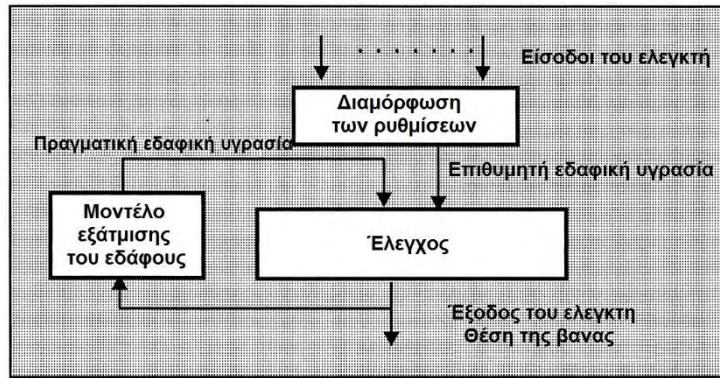 Είσοδοι του ελεγκτή
Διαμόρφωση
των ρυθμίσεων
Πραγματική εδαφική υγρασία
Επιθυμητή εδαφική υγρασία
Μοντέλο
εξάτμισης
του εδάφους
Έλεγχος
Έξοδος του ελεγκτη
Θέση της βανας